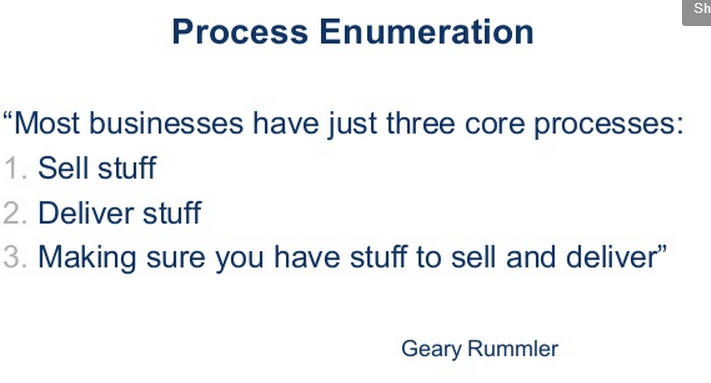 Sh
Process Enumeration
“Most businesses have just three core processes:
1. Sell stuff
2. Deliver stuff
3. Making sure you have stuff to sell and deliver”
Geary Rummler